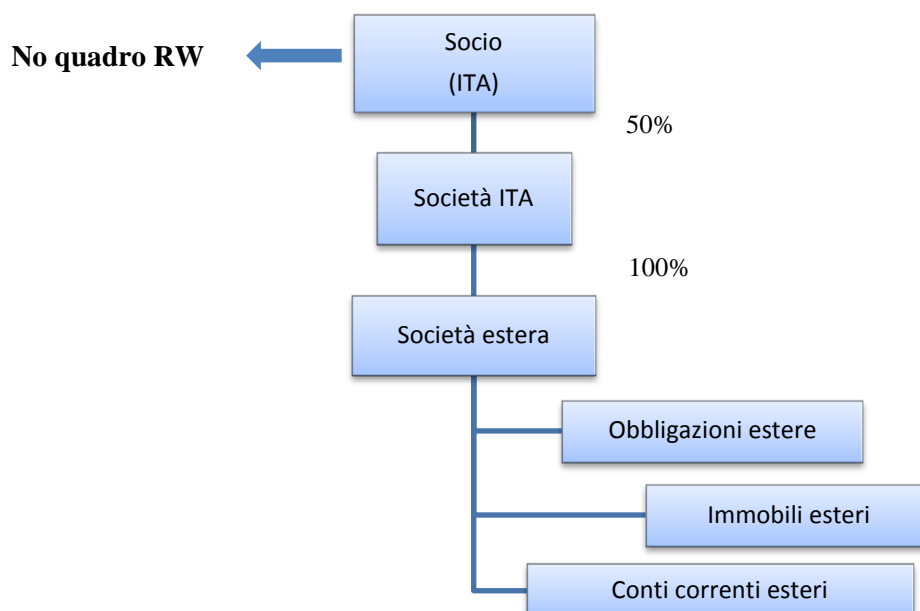 Socio
(ITA)
No quadro RW
50%
Società ITA
100%
Società estera
Obbligazioni estere
Immobili esteri
Conti correnti esteri